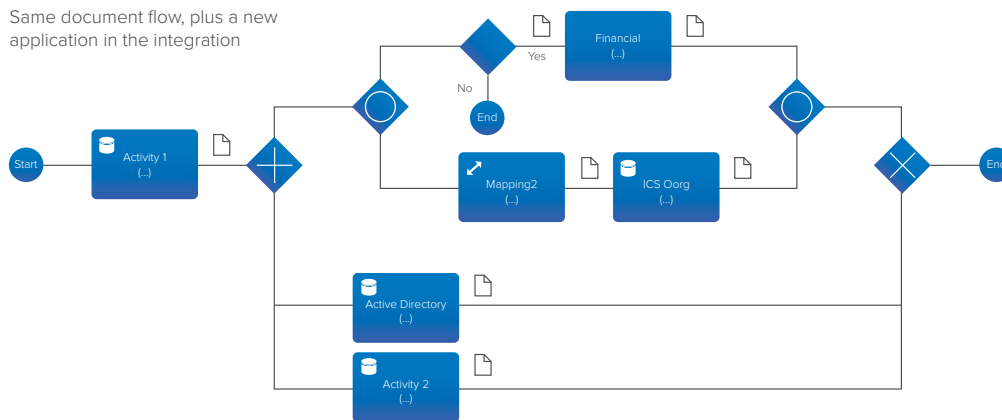 Same document flow, plus a new
application in the integration
Financial
(...)
Yes
No
End
Start
Activity 1
(...)
Mapping2
(...)
ICS Oorg
(...)
End
Active Directory
(...)
Activity 2
(...)